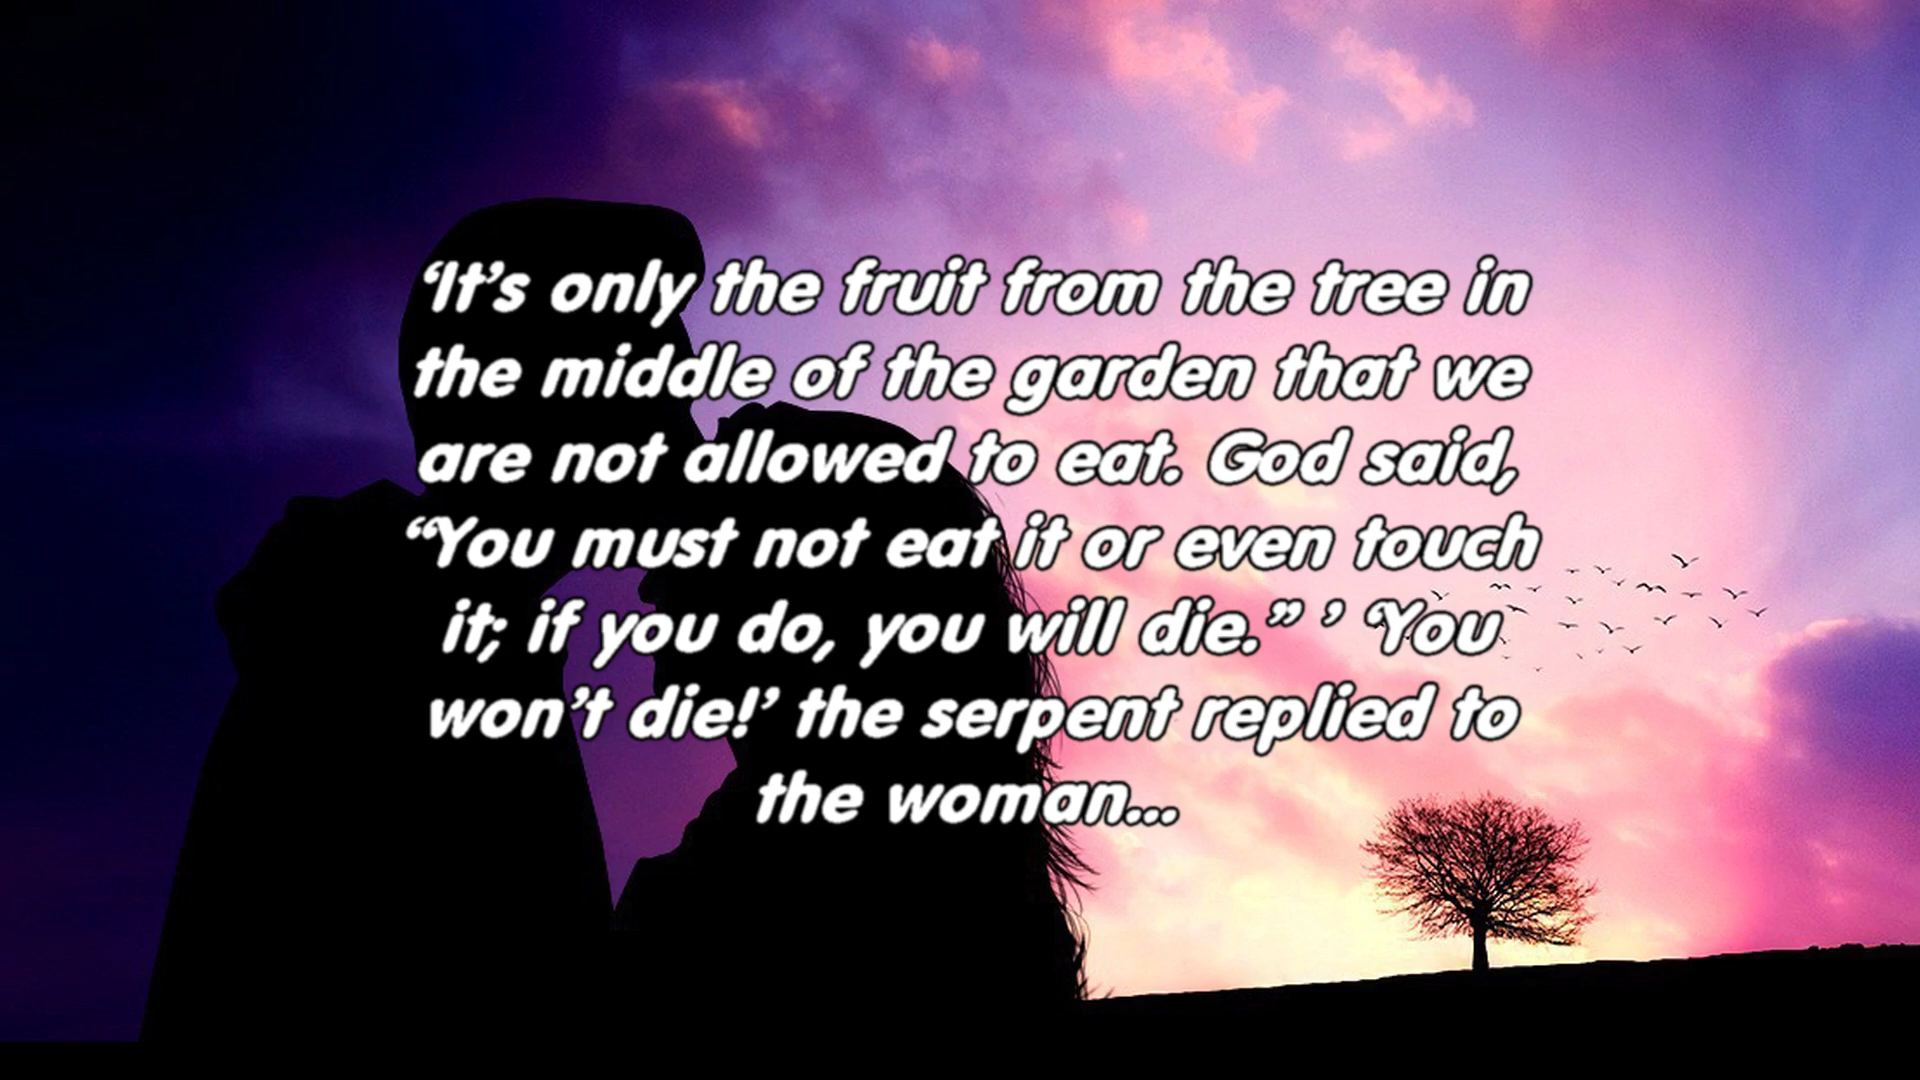 ‘It’s only the fruit from the tree in
the middle of the garden that we
are not allowed to eat. God said,
“You must not eat it or even touch
it; if you do, you will die.” ’ ‘You
won’t die!’ the serpent replied to
the woman...